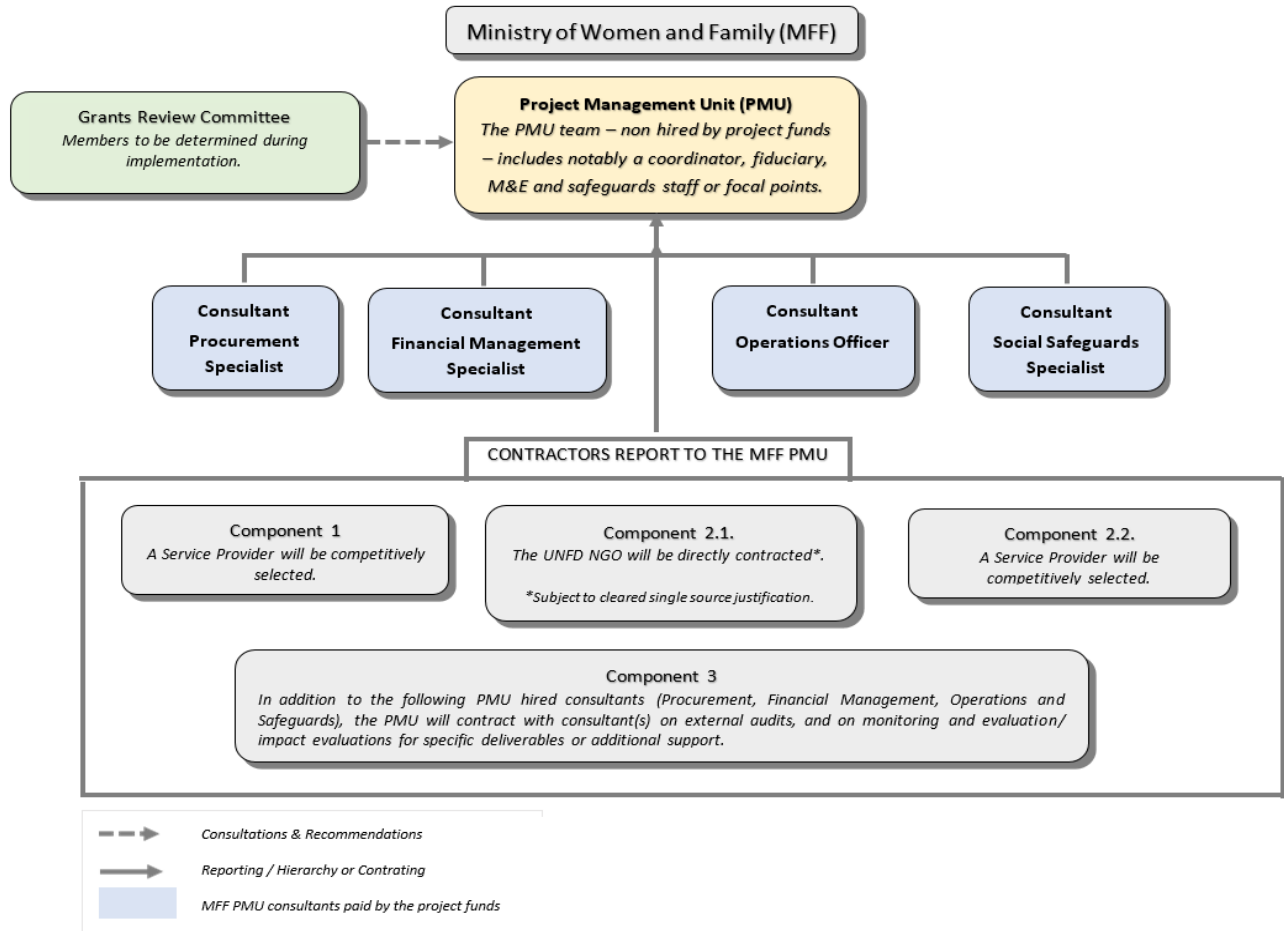 Ministry of Women and Family (MFF)
Grants Review Committee
Members to be determined during
implementation.
Project Management Unit (PMU)
The PMU team – non hired by project funds
– includes notably a coordinator, fiduciary,
M&E and safeguards staff or focal points.
Consultant
Procurement
Specialist
Consultant
Financial Management
Specialist
Consultant
Operations Officer
Consultant
Social Safeguards
Specialist
CONTRACTORS REPORT TO THE MFF PMU
Component 1
A Service Provider will be competitively
selected.
Component 2.1.
The UNFD NGO will be directly contracted*.
*Subject to cleared single source justification.
Component 2.2.
A Service Provider will be
competitively selected.
Component 3
In addition to the following PMU hired consultants (Procurement, Financial Management, Operations and
Safeguards), the PMU will contract with consultant(s) on external audits, and on monitoring and evaluation/
impact evaluations for specific deliverables or additional support.
Consultations & Recommendations
Reporting / Hierarchy or Contrating
MFF PMU consultants paid by the project funds